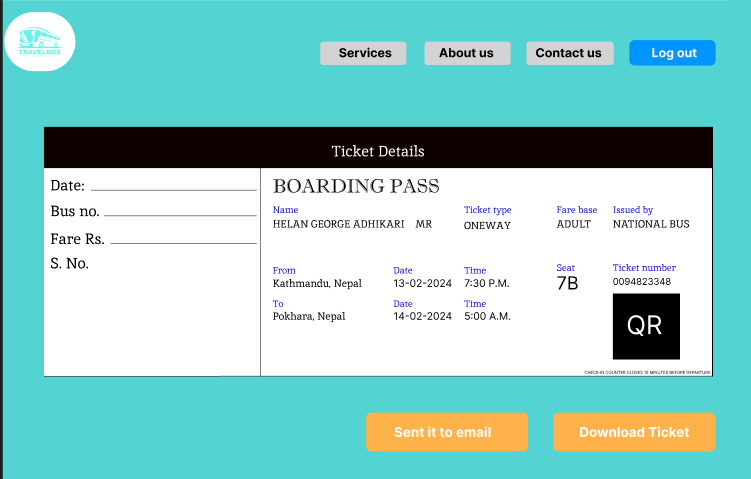 TRAVELBUS
Services About us Contact us Log out
Ticket Details
Date:
Bus no.
Fare Rs.
S. No.
BOARDING PASS
Name Ticket type Fare base Issued by
HELAN GEORGE ADHIKARI MR ONEWAY ADULT NATIONAL BUS
From Date Time Seat Ticket number
Kathmandu, Nepal 13-02-2024 7:30 P.M. 7B 0094823348
To Date Time
Pokhara, Nepal 14-02-2024 5:00 A.M.
QR
CHECK-IN COUNTER CLOSES 15 MINUTES BEFORE DEPARTURE
Sent it to email Download Ticket